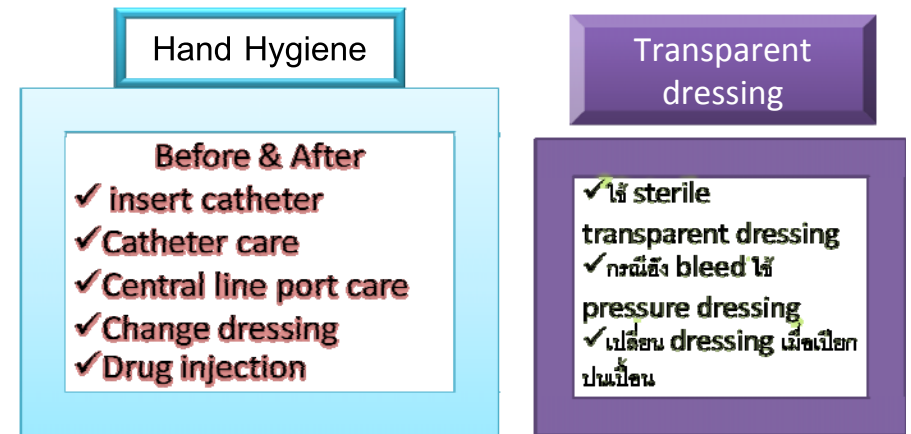 Hand Hygiene
Before & After
✓ insert catheter
✓Catheter care
✓Central line port care
✓Change dressing
✓Drug injection
Transparent
dressing
✓ใช้ sterile
transparent dressing
✓กรณียัง bleed ใช้
pressure dressing
✓เปลี่ยน dressing เมื่อเปียก
ปนเปื้อน